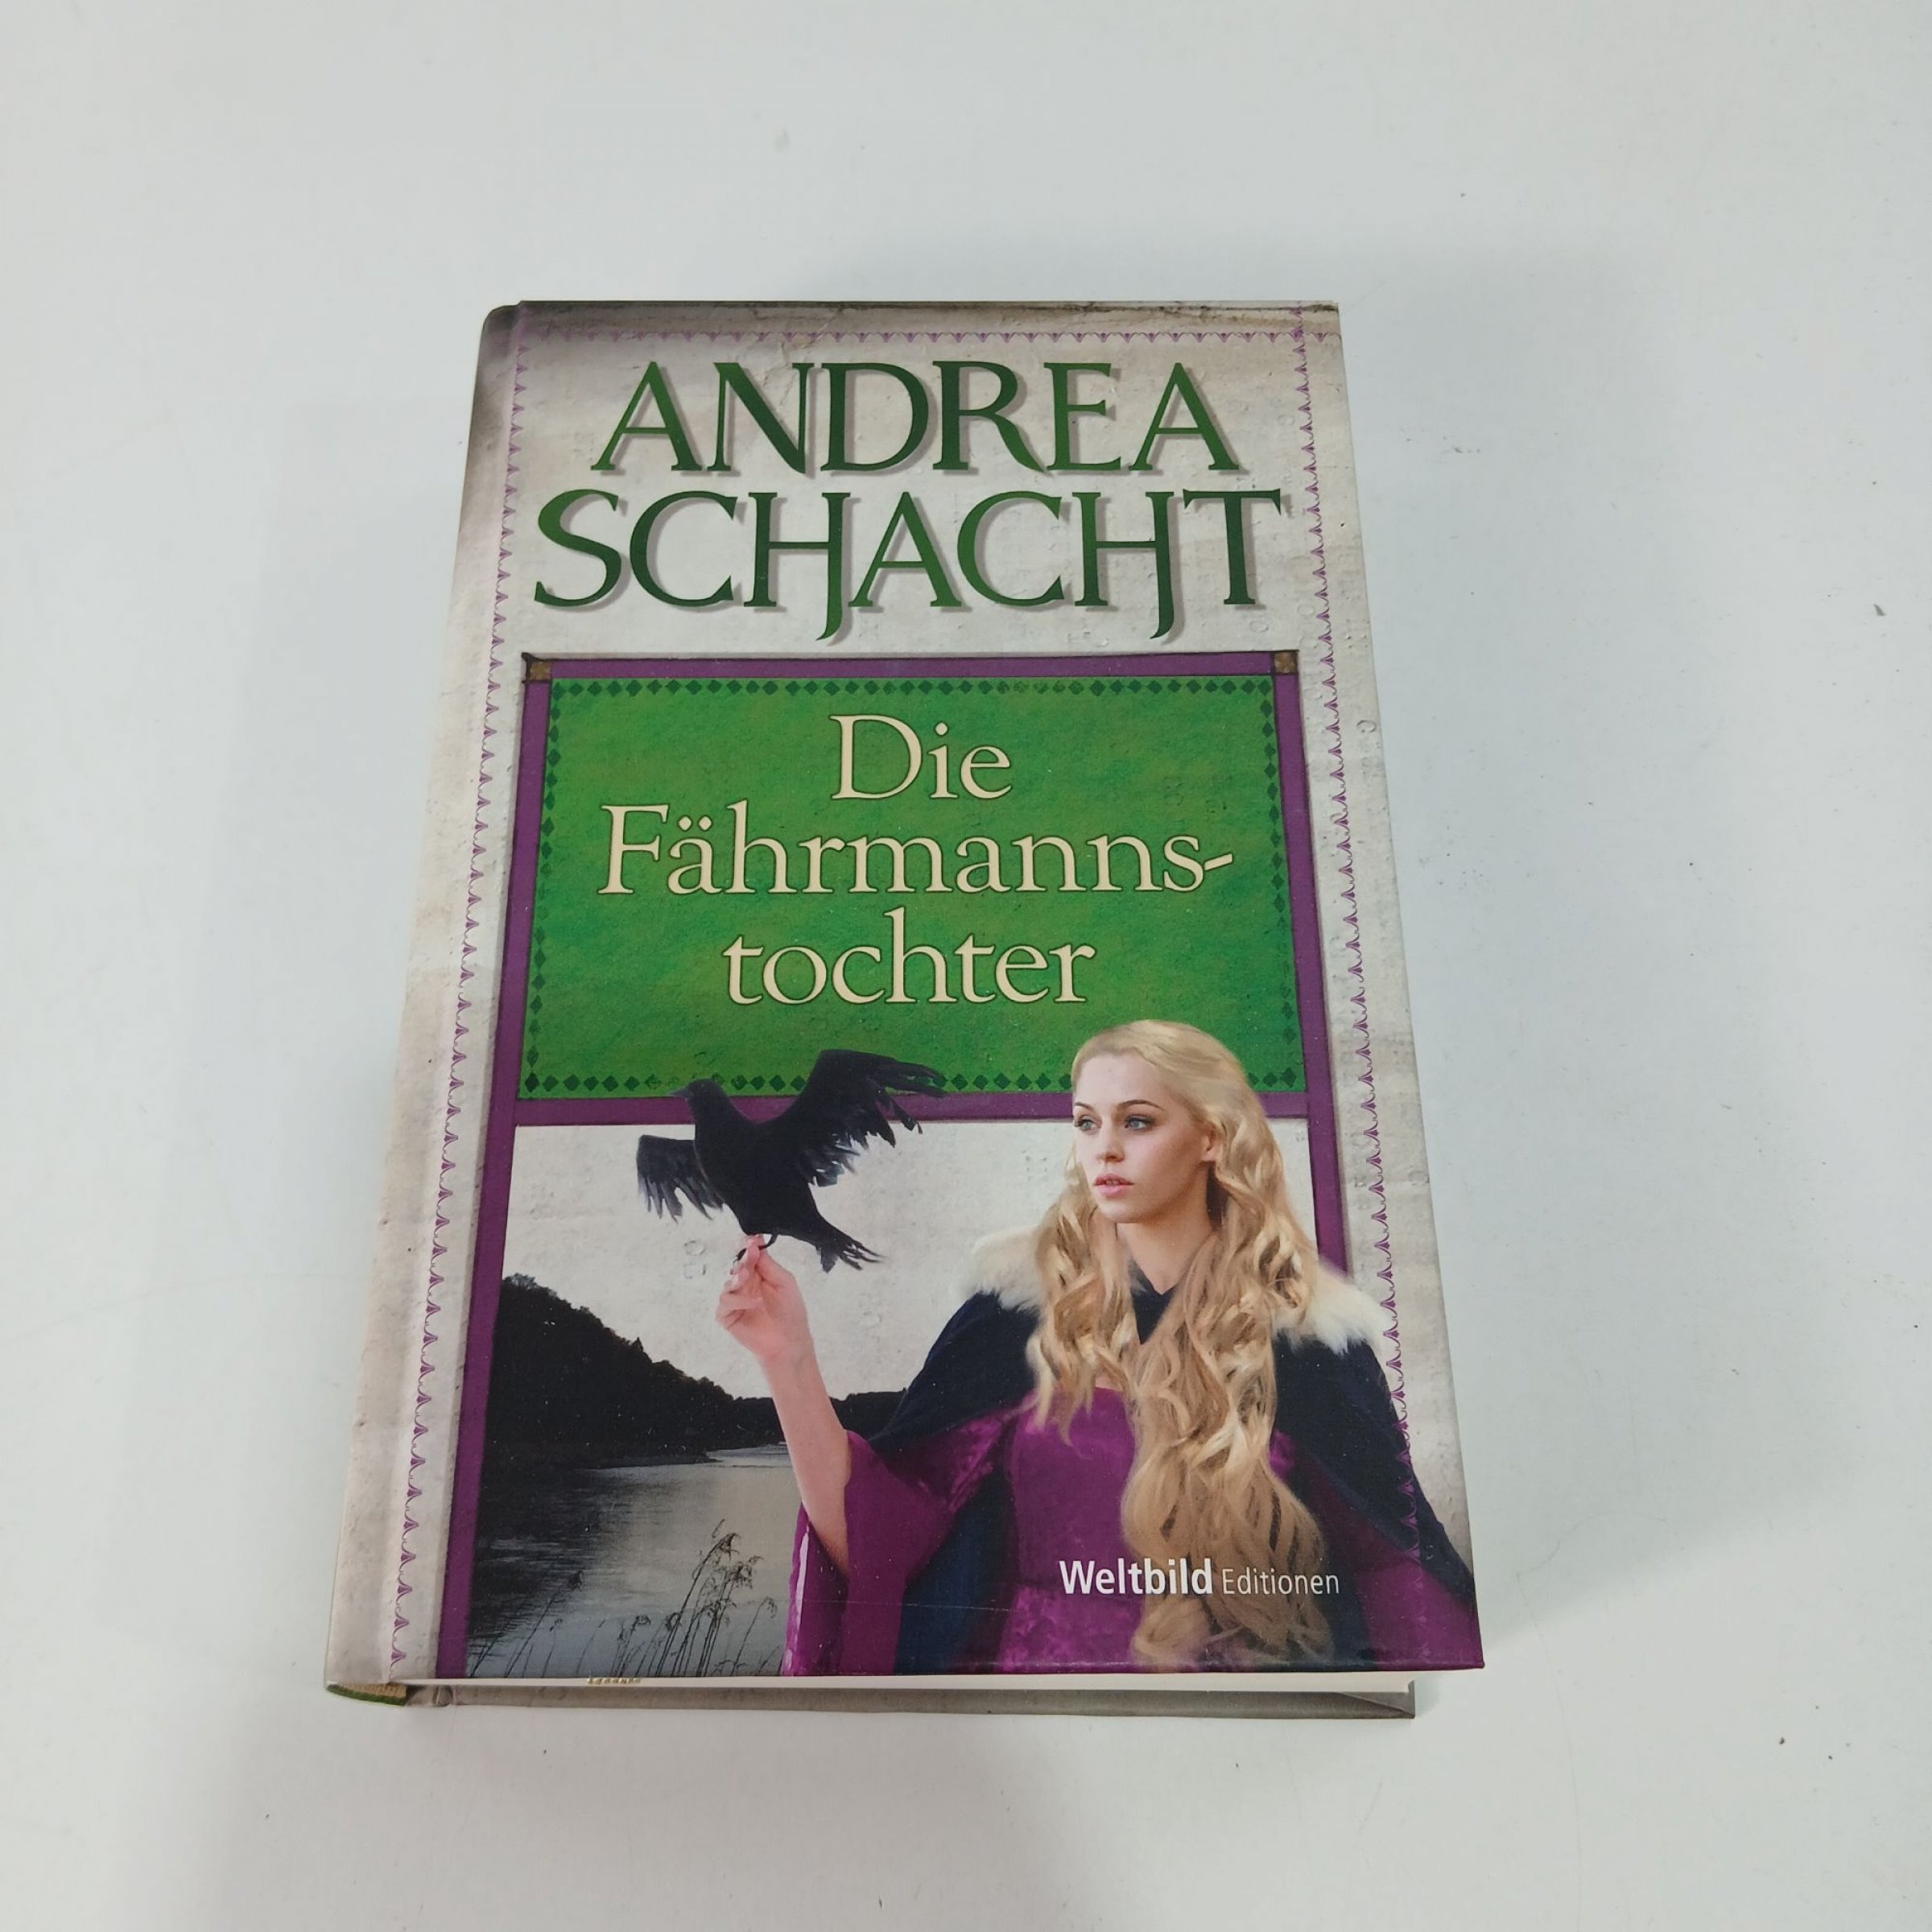 ANDREA
SCHACHT
Die
Fährmanns-
tochter
Weltbild Editionen